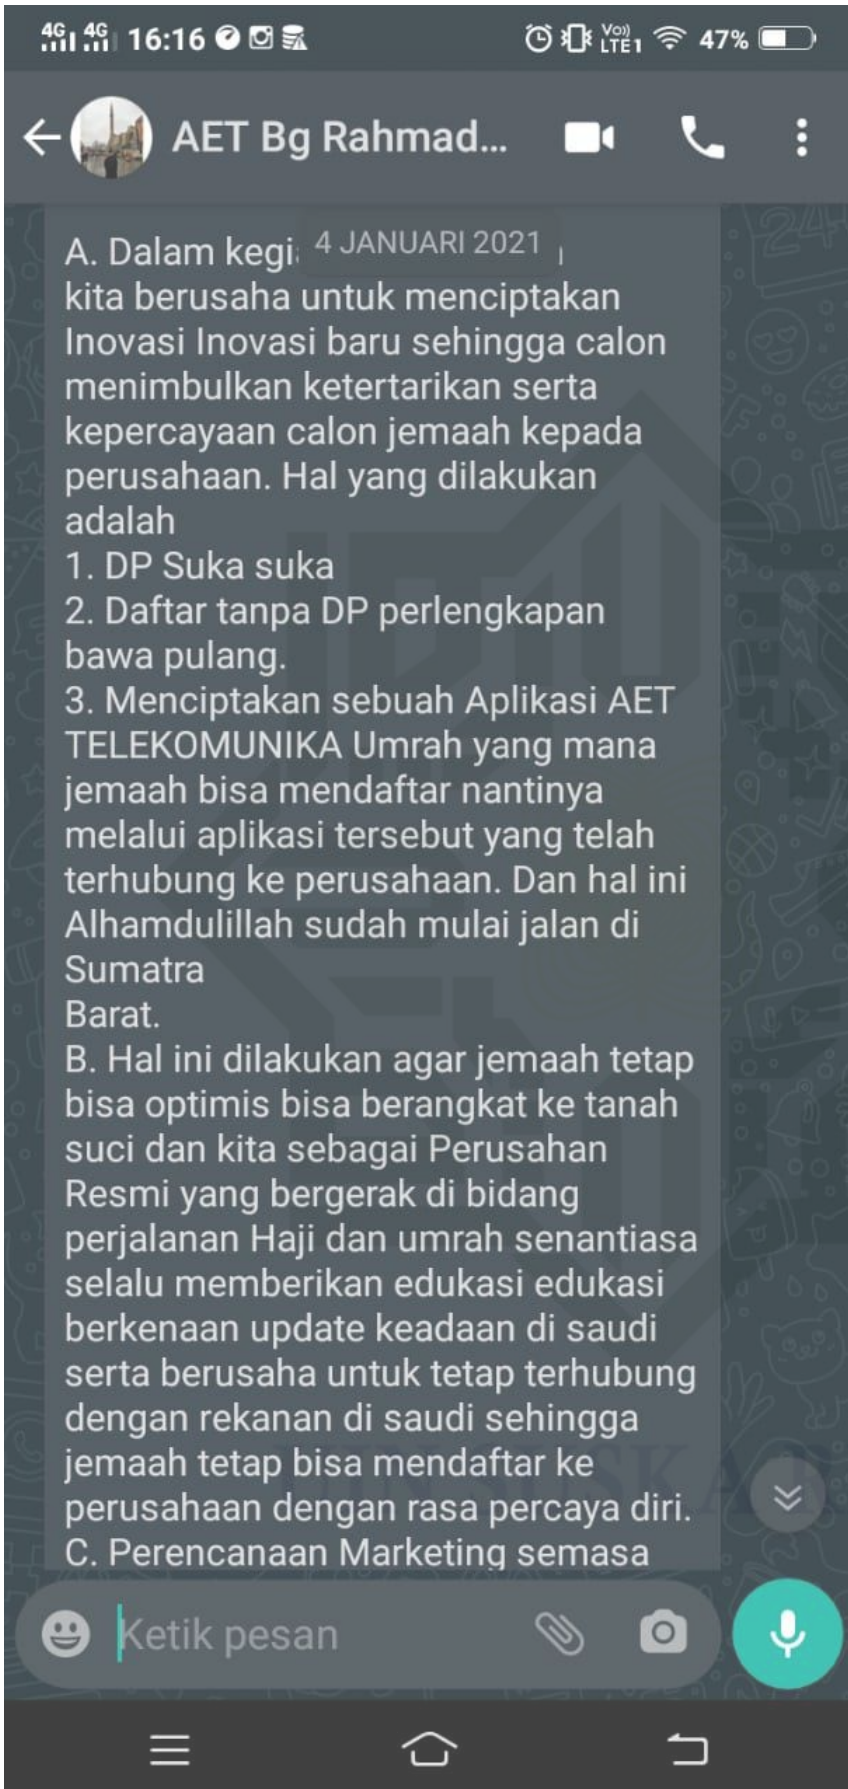 4G 4G 16:16 Vo)) LTE1 47%
AET Bg Rahmad...
4 JANUARI 2021
A. Dalam
kita berusaha untuk menciptakan
Inovasi Inovasi baru sehingga calon
menimbulkan ketertarikan serta
kepercayaan calon jemaah kepada
perusahaan. Hal yang dilakukan
adalah
1. DP Suka suka
2. Daftar tanpa DP perlengkapan
bawa pulang.
3. Menciptakan sebuah Aplikasi AET
TELEKOMUNIKA Umrah yang mana
jemaah bisa mendaftar nantinya
melalui aplikasi tersebut yang telah
terhubung ke perusahaan. Dan hal ini
Alhamdulillah sudah mulai jalan di
Sumatra
Barat.
B. Hal ini dilakukan agar jemaah tetap
bisa optimis bisa berangkat ke tanah
suci dan kita sebagai Perusahan
Resmi yang bergerak di bidang
perjalanan Haji dan umrah senantiasa
selalu memberikan edukasi edukasi
berkenaan update keadaan di saudi
serta berusaha untuk tetap terhubung
dengan rekanan di saudi sehingga
jemaah tetap bisa mendaftar ke
perusahaan dengan rasa percaya diri.
UIN SUSKA R
C. Perencanaan Marketing semasa
Ketik pesan